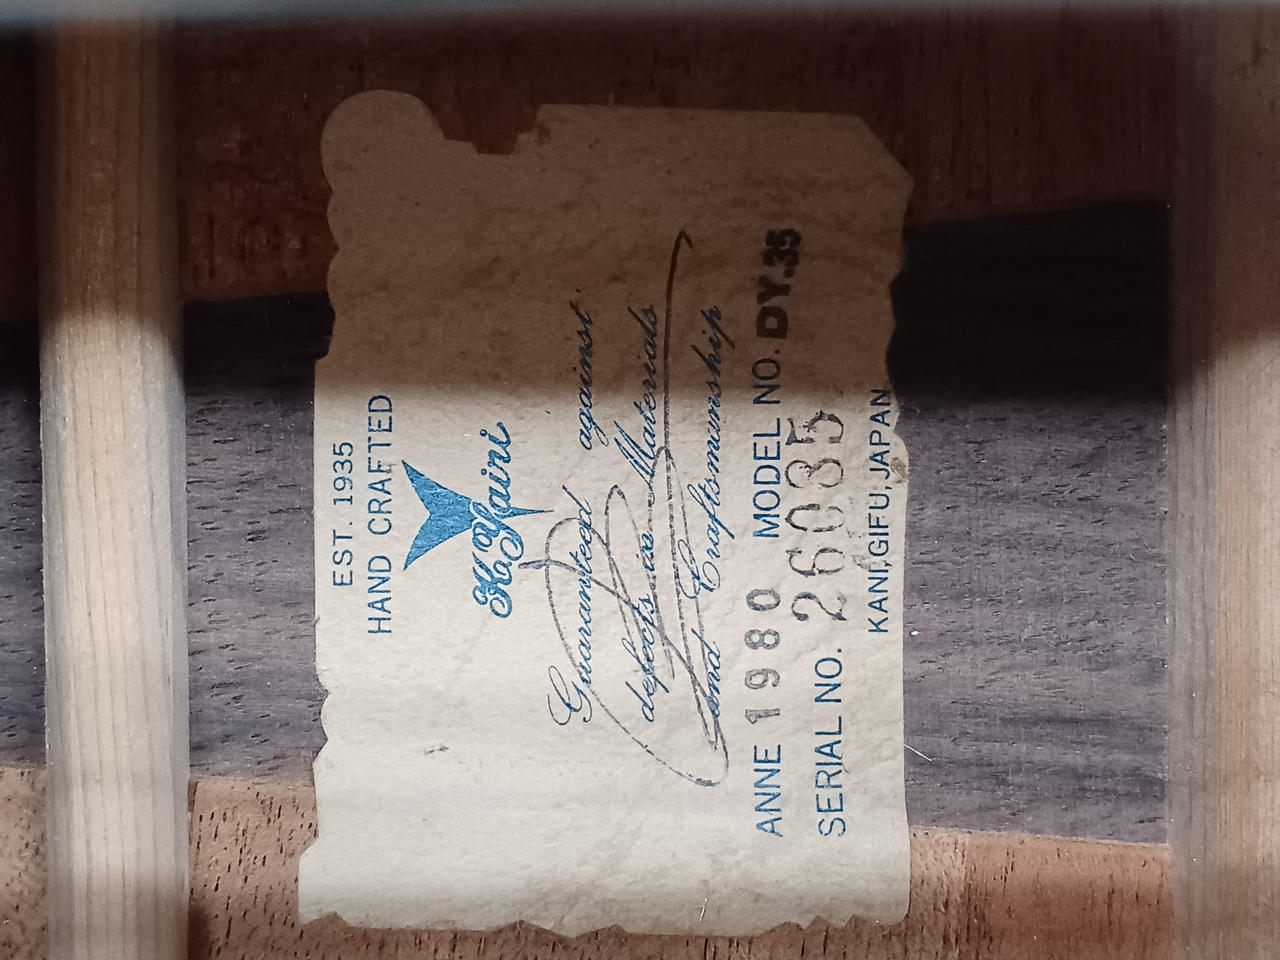 EST. 1935
HAND CRAFTED
K. Yairi
Guaranteed against
defects in Materials
and Craftsmanship
ANNE 1980 MODEL NO. DY.35
SERIAL NO. 26035
KANI, GIFU, JAPAN